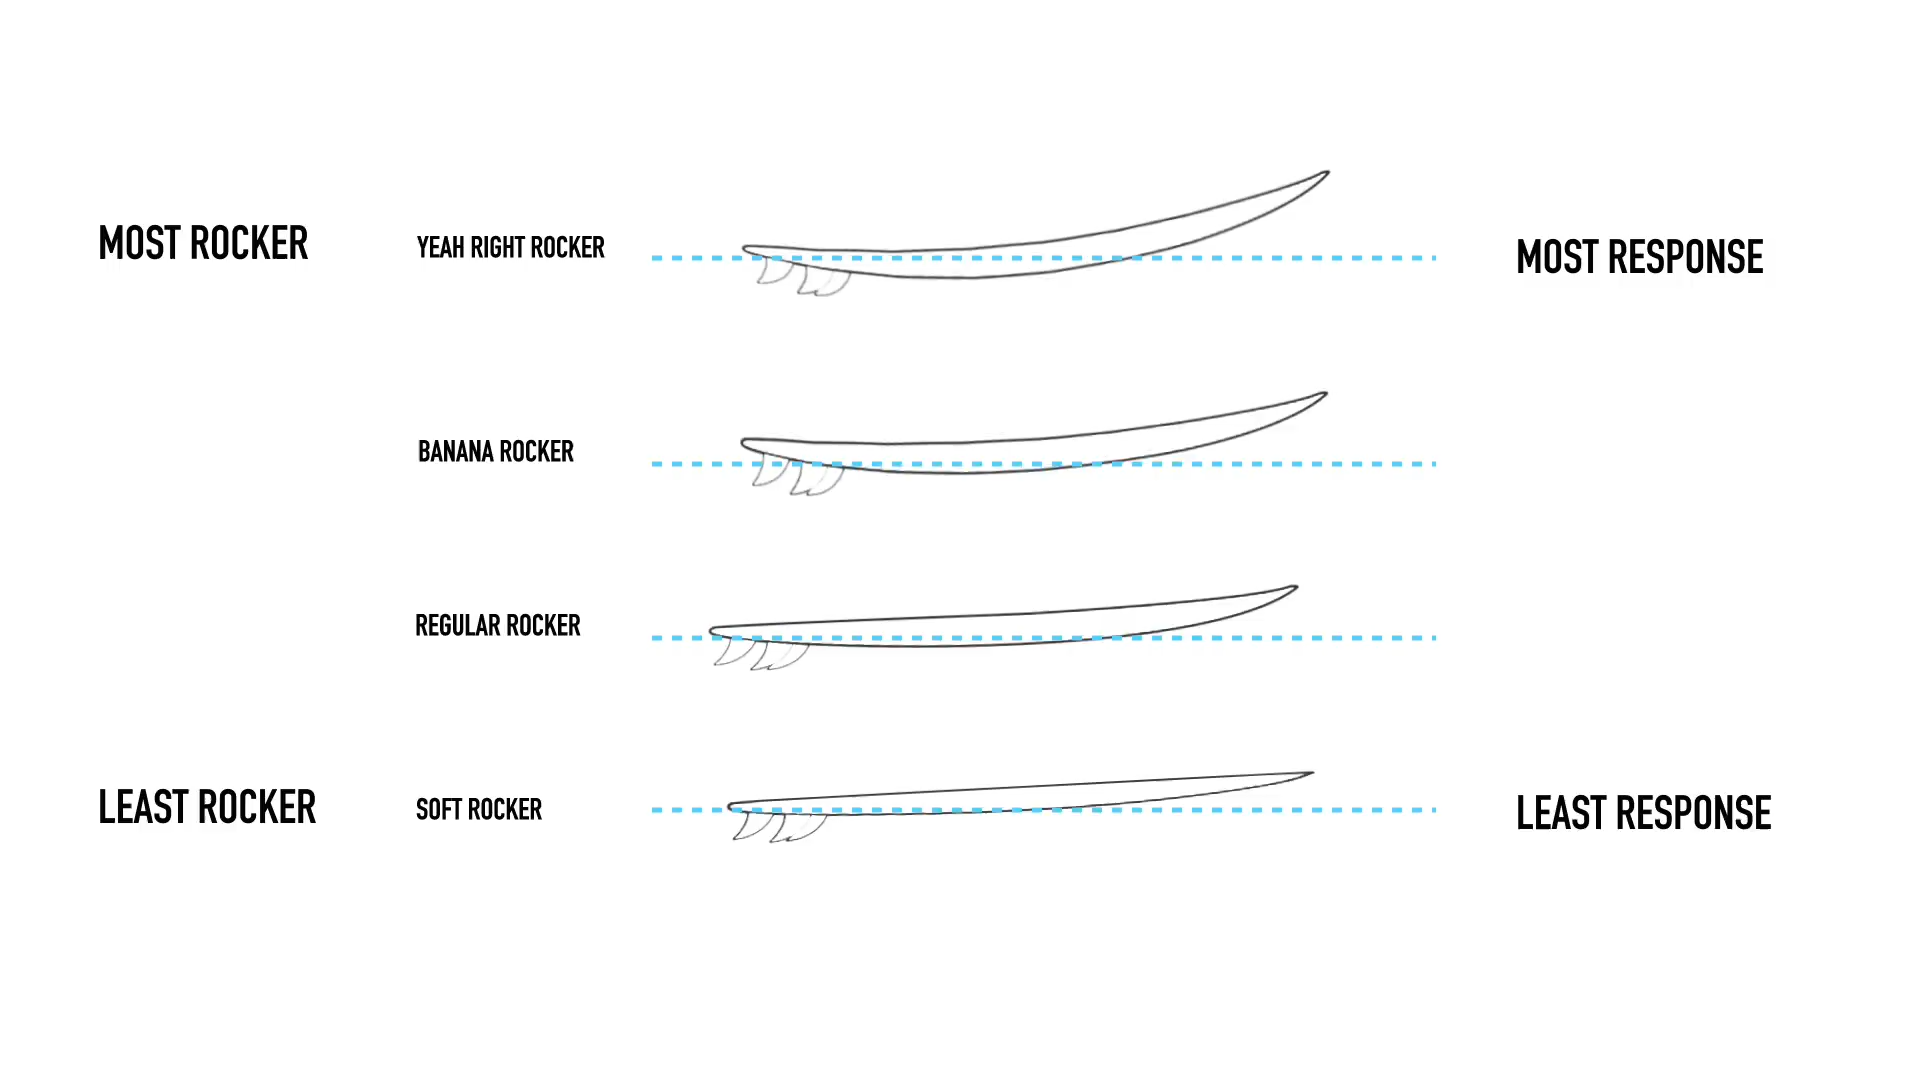 MOST ROCKER
YEAH RIGHT ROCKER
MOST RESPONSE
BANANA ROCKER
REGULAR ROCKER
LEAST ROCKER
SOFT ROCKER
LEAST RESPONSE